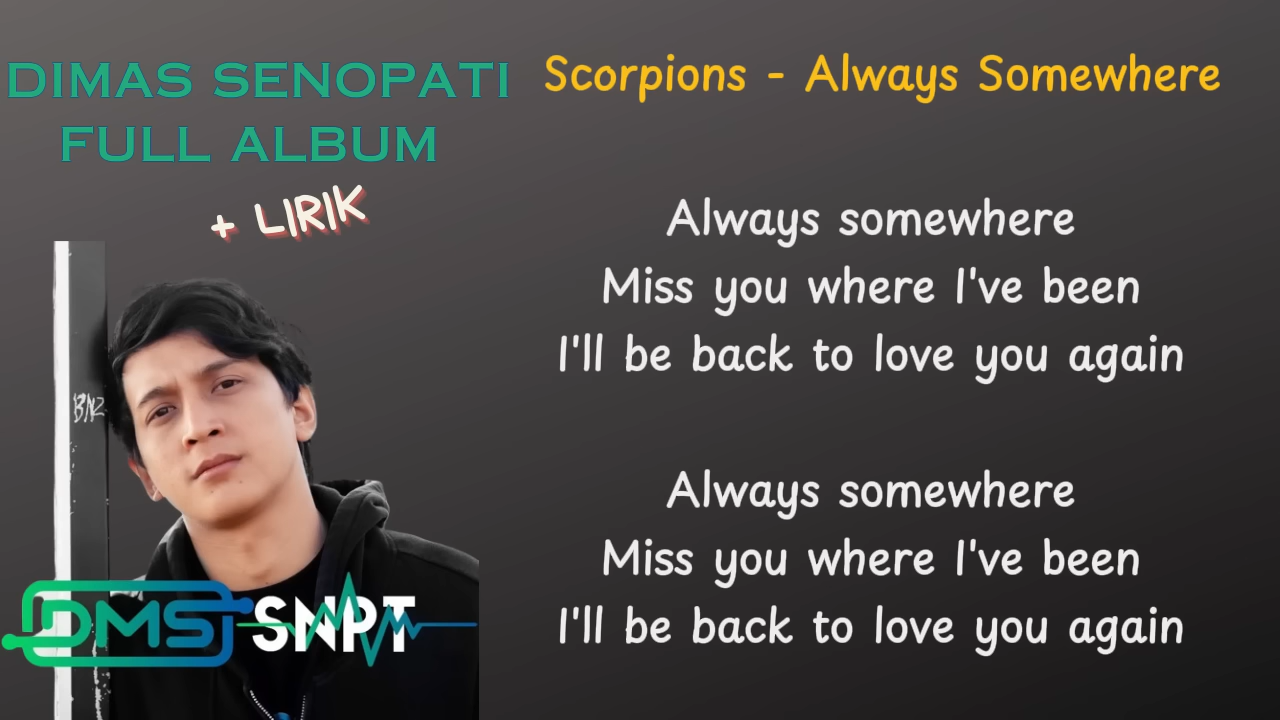 DIMAS SENOPATI
FULL ALBUM
+ LIRIK
BNZ
DMS SNPT
Scorpions - Always Somewhere
Always somewhere
Miss you where I've been
I'll be back to love you again
Always somewhere
Miss you where I've been
I'll be back to love you again